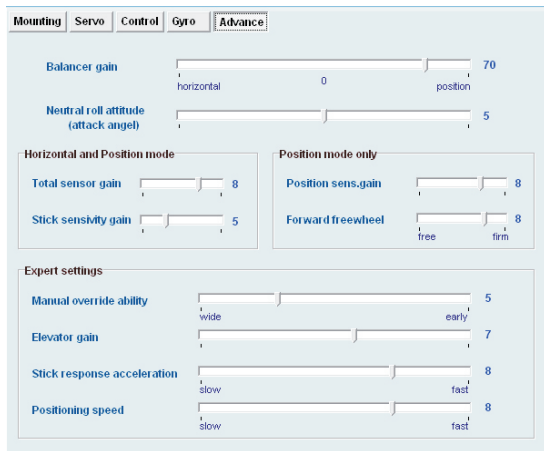 Mounting Servo Control Gyro Advance
Balancer gain 70
horizontal 0 position
Neutral roll attitude
(attack angel) 5
Horizontal and Position mode
Total sensor gain 8
Stick sensivity gain 5
Position mode only
Position sens.gain 8
Forward freewheel 8
free firm
Expert settings
Manual override ability 5
wide early
Elevator gain 7
Stick response acceleration 8
slow fast
Positioning speed 8
slow fast